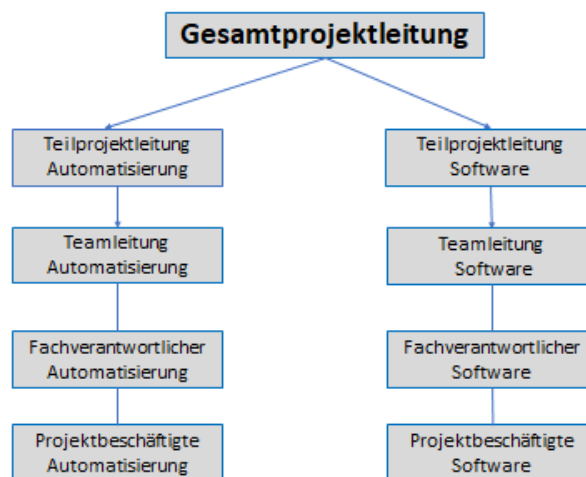 Gesamtprojektleitung
Teilprojektleitung
Automatisierung
Teilprojektleitung
Software
Teamleitung
Automatisierung
Teamleitung
Software
Fachverantwortlicher
Automatisierung
Fachverantwortlicher
Software
Projektbeschäftigte
Automatisierung
Projektbeschäftigte
Software